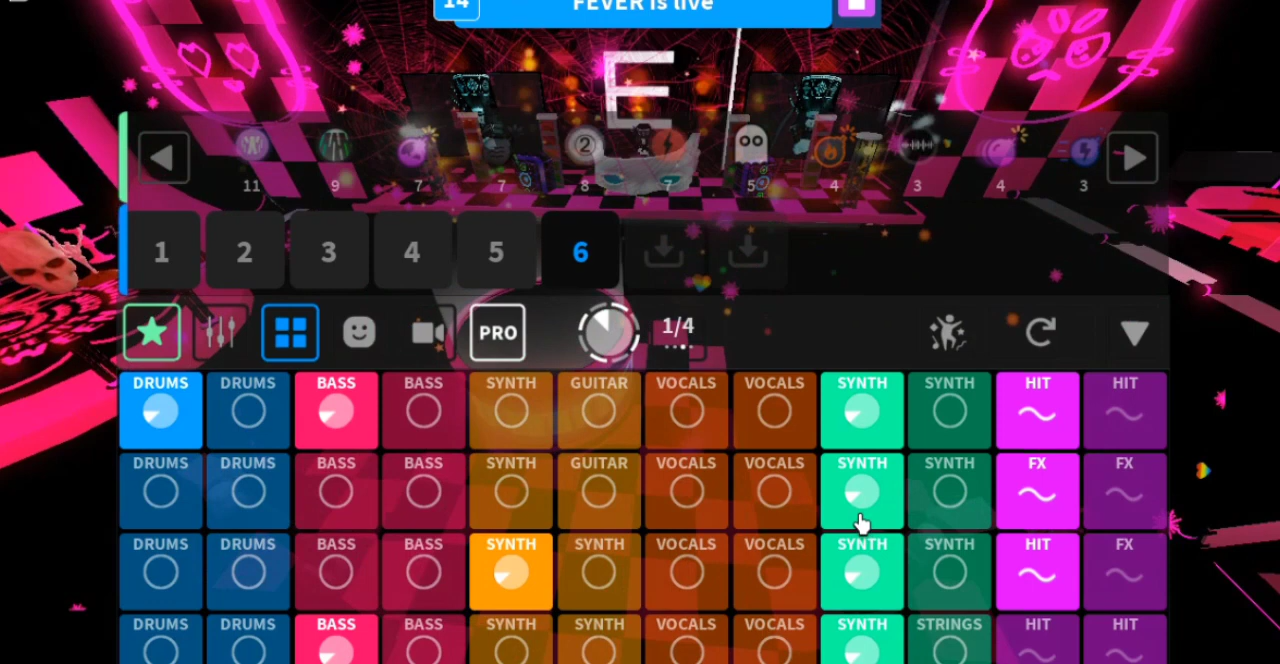 14 FEVER is live
E
2
11 9 7 7 8 7 5 4 3 4 3
1 2 3 4 5 6
PRO 1/4
DRUMS DRUMS BASS BASS SYNTH GUITAR VOCALS VOCALS SYNTH SYNTH HIT HIT
DRUMS DRUMS BASS BASS SYNTH GUITAR VOCALS VOCALS SYNTH SYNTH FX FX
DRUMS DRUMS BASS BASS SYNTH SYNTH VOCALS VOCALS SYNTH SYNTH HIT FX
DRUMS DRUMS BASS BASS SYNTH SYNTH VOCALS VOCALS SYNTH STRINGS HIT HIT